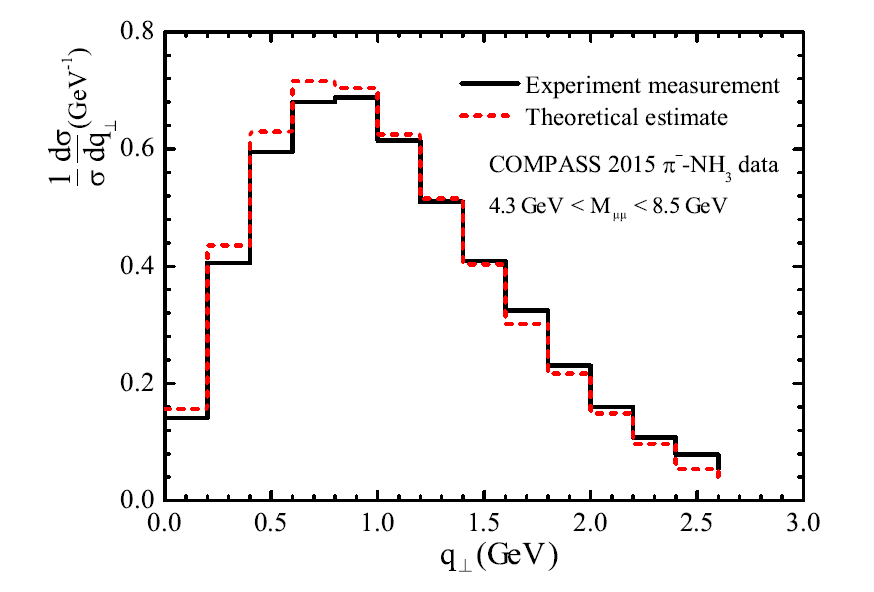 0.8
0.6
0.4
0.2
0.0
0.0 0.5 1.0 1.5 2.0 2.5 3.0
1/σ dσ/dq⊥ (GeV⁻¹)
q⊥ (GeV)
Experiment measurement
Theoretical estimate
COMPASS 2015 π⁻-NH₃ data
4.3 GeV < Mμμ < 8.5 GeV